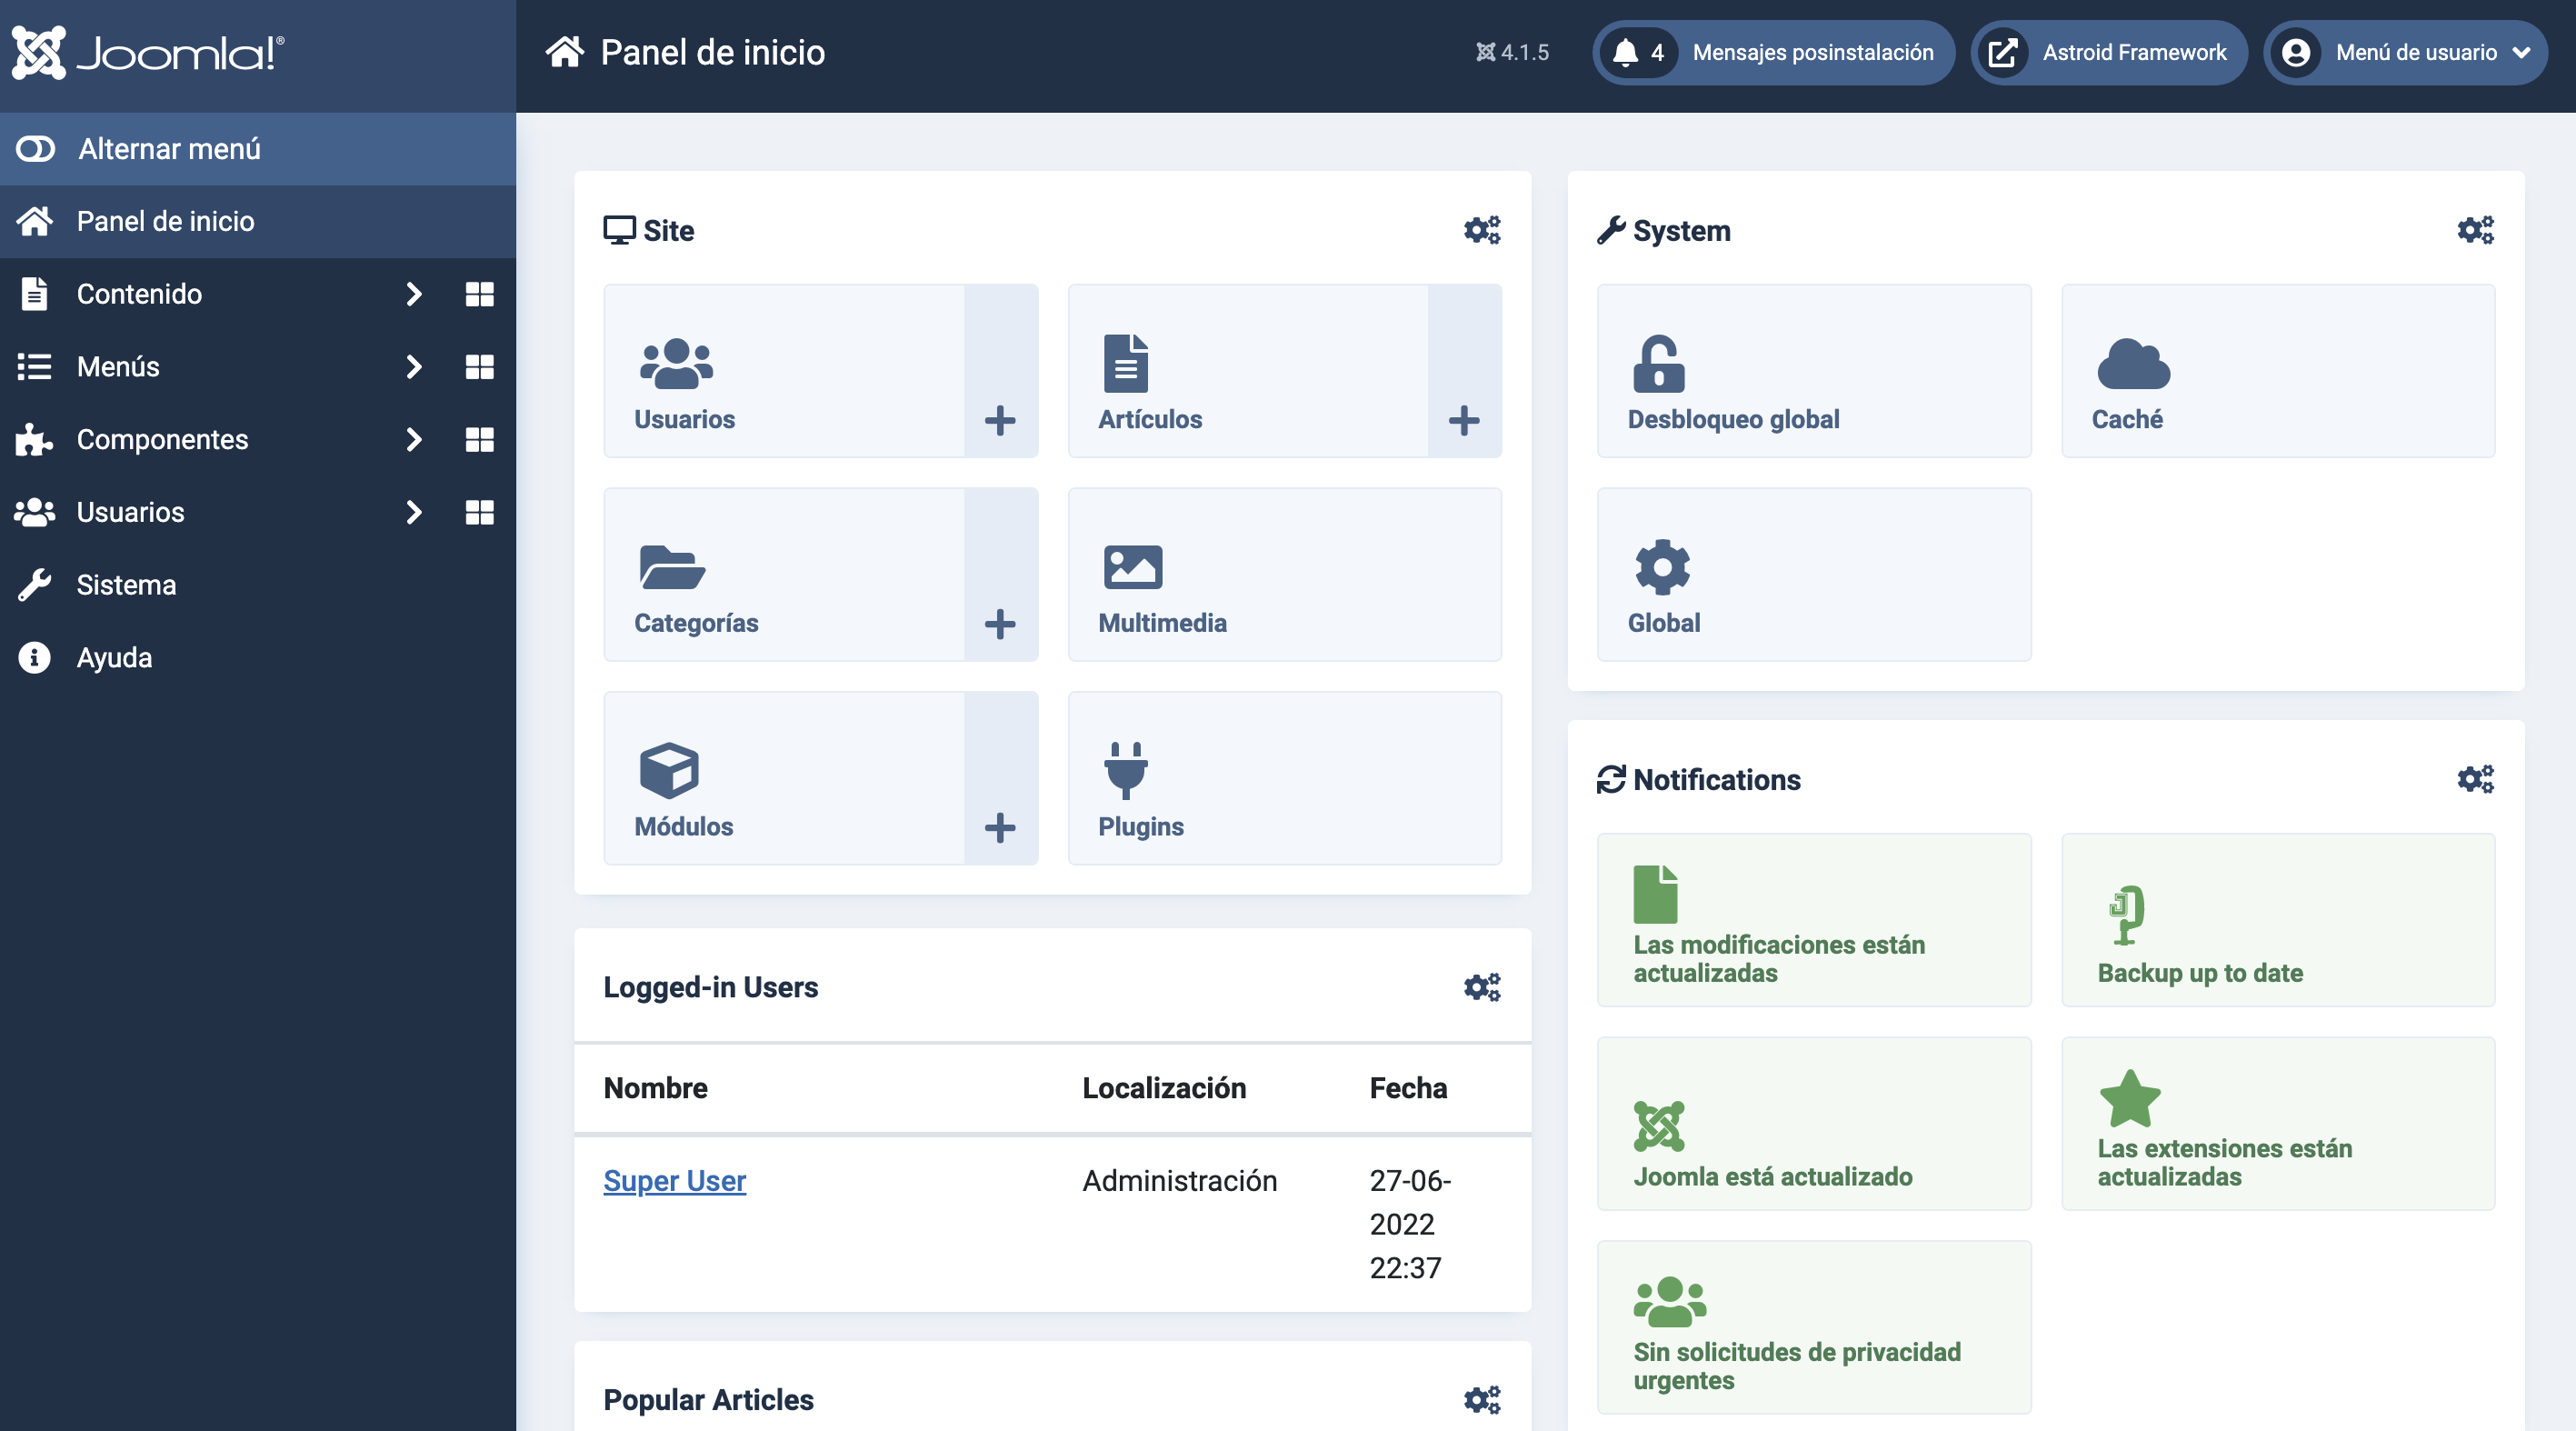 Joomla!®
Panel de inicio
4.1.5
4 Mensajes posinstalación
Astroid Framework
Menú de usuario
Alternar menú
Panel de inicio
Contenido
Menús
Componentes
Usuarios
Sistema
Ayuda
Site
Usuarios
Artículos
Categorías
Multimedia
Módulos
Plugins
Logged-in Users
Nombre Localización Fecha
Super User Administración 27-06-
2022
22:37
Popular Articles
System
Desbloqueo global
Caché
Global
Notifications
Las modificaciones están
actualizadas
Backup up to date
Joomla está actualizado
Las extensiones están
actualizadas
Sin solicitudes de privacidad
urgentes